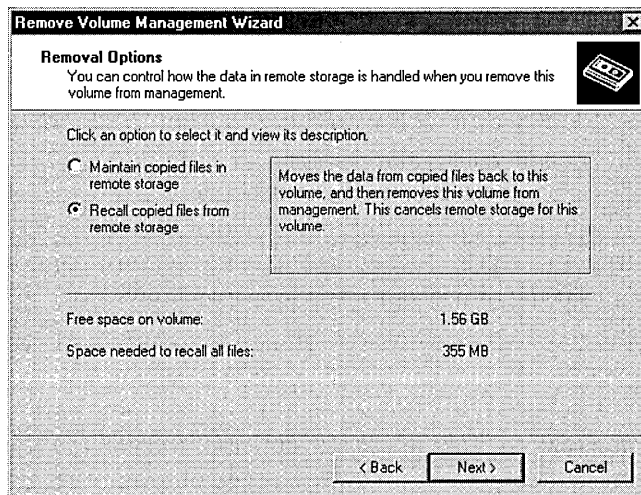 Remove Volume Management Wizard
Removal Options
You can control how the data in remote storage is handled when you remove this
volume from management.
Click an option to select it and view its description.
Maintain copied files in
remote storage
Recall copied files from
remote storage
Moves the data from copied files back to this
volume, and then removes this volume from
management. This cancels remote storage for this
volume.
Free space on volume: 1.56 GB
Space needed to recall all files: 355 MB
< Back Next > Cancel